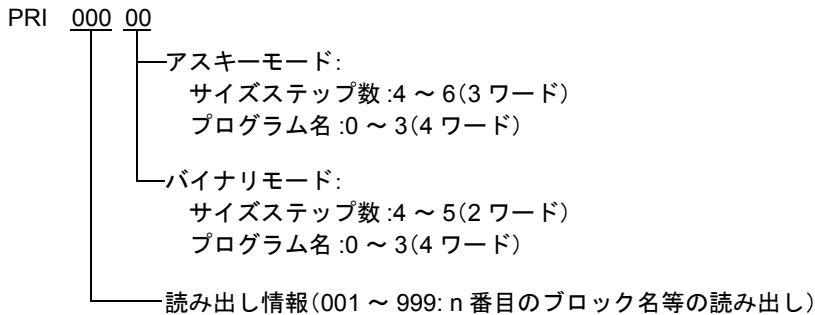 PRI 000 00
アスキーモード:
サイズステップ数:4 ～ 6(3 ワード)
プログラム名:0 ～ 3(4 ワード)
バイナリモード:
サイズステップ数:4 ～ 5(2 ワード)
プログラム名:0 ～ 3(4 ワード)
読み出し情報(001 ～ 999: n 番目のブロック名等の読み出し)